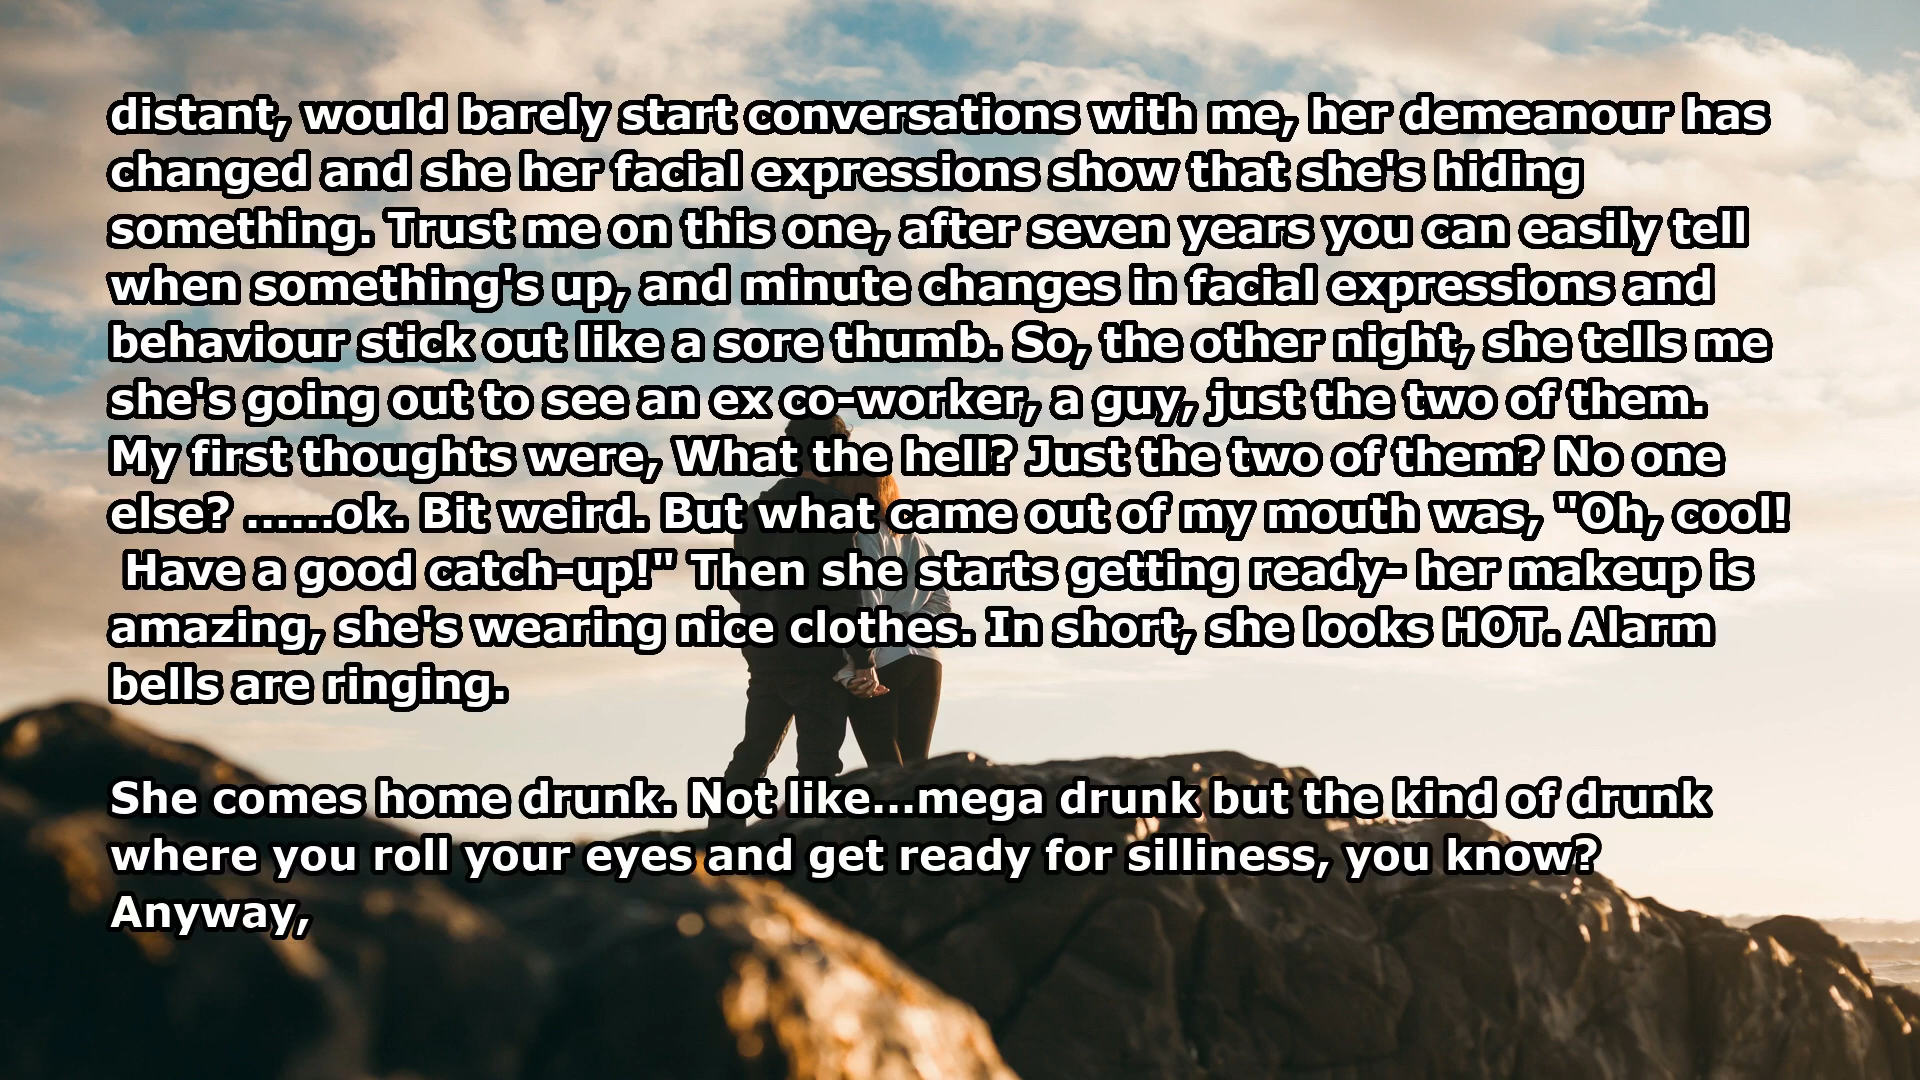 distant, would barely start conversations with me, her demeanour has
changed and she her facial expressions show that she's hiding
something. Trust me on this one, after seven years you can easily tell
when something's up, and minute changes in facial expressions and
behaviour stick out like a sore thumb. So, the other night, she tells me
she's going out to see an ex co-worker, a guy, just the two of them.
My first thoughts were, What the hell? Just the two of them? No one
else? ......ok. Bit weird. But what came out of my mouth was, "Oh, cool!
Have a good catch-up!" Then she starts getting ready- her makeup is
amazing, she's wearing nice clothes. In short, she looks HOT. Alarm
bells are ringing.
She comes home drunk. Not like...mega drunk but the kind of drunk
where you roll your eyes and get ready for silliness, you know?
Anyway,